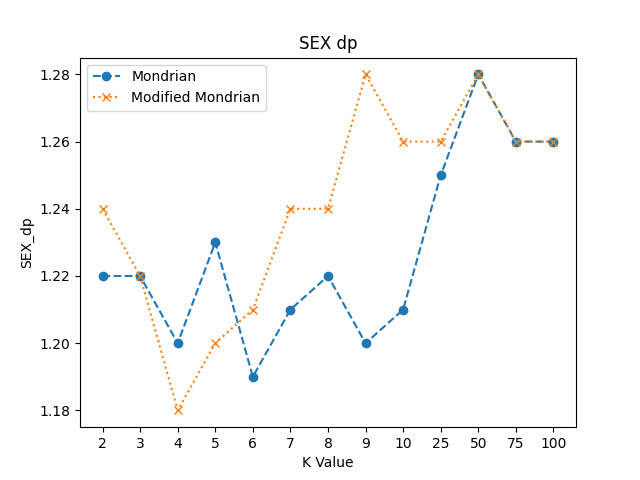 SEX dp
Mondrian
Modified Mondrian
1.28
1.26
1.24
1.22
1.20
1.18
SEX_dp
2 3 4 5 6 7 8 9 10 25 50 75 100
K Value